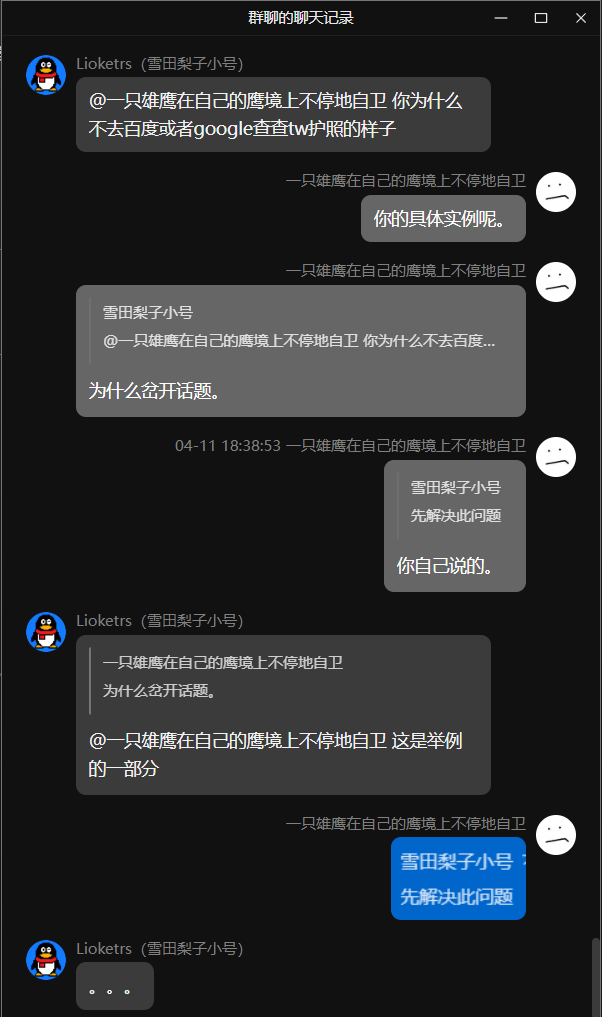 群聊的聊天记录
Lioketrs（雪田梨子小号）
@一只雄鹰在自己的鹰境上不停地自卫 你为什么
不去百度或者google查查tw护照的样子
一只雄鹰在自己的鹰境上不停地自卫
你的具体实例呢。
一只雄鹰在自己的鹰境上不停地自卫
雪田梨子小号
@一只雄鹰在自己的鹰境上不停地自卫 你为什么不去百度...
为什么岔开话题。
04-11 18:38:53 一只雄鹰在自己的鹰境上不停地自卫
雪田梨子小号
先解决此问题
你自己说的。
Lioketrs（雪田梨子小号）
一只雄鹰在自己的鹰境上不停地自卫
为什么岔开话题。
@一只雄鹰在自己的鹰境上不停地自卫 这是举例
的一部分
一只雄鹰在自己的鹰境上不停地自卫
雪田梨子小号
先解决此问题
Lioketrs（雪田梨子小号）
。。。